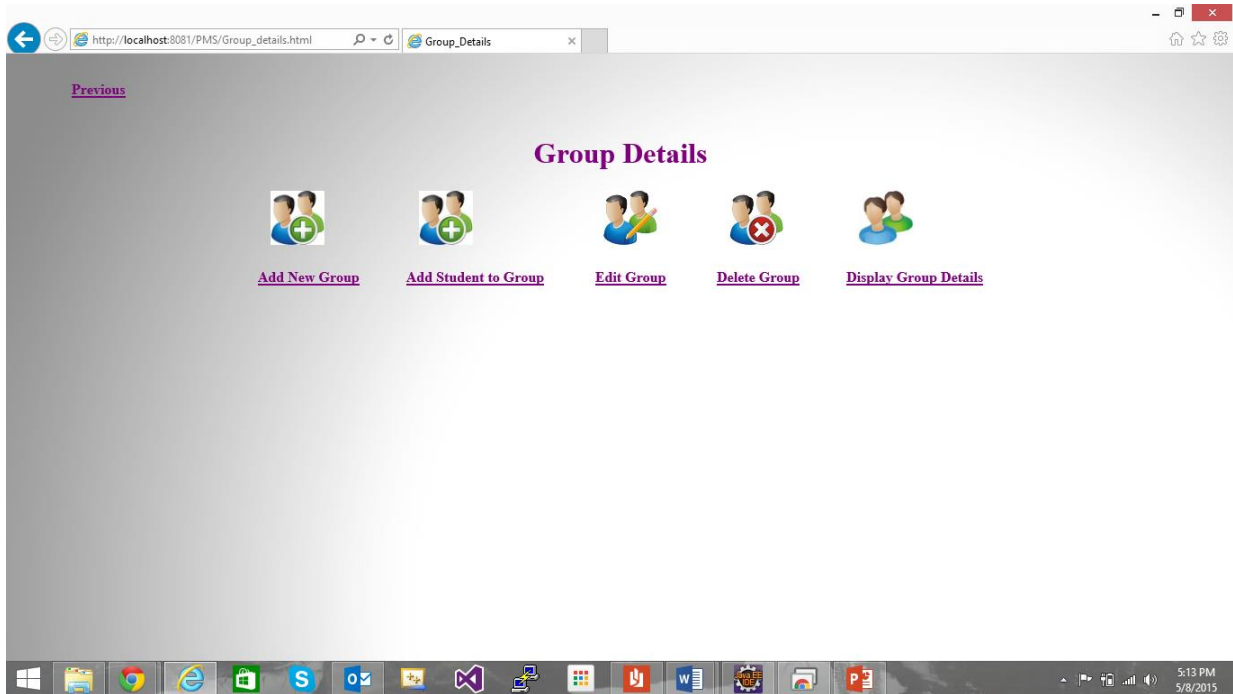 http://localhost:8081/PMS/Group_details.html
Group_Details
Previous
Group Details
Add New Group
Add Student to Group
Edit Group
Delete Group
Display Group Details
5:13 PM
5/8/2015